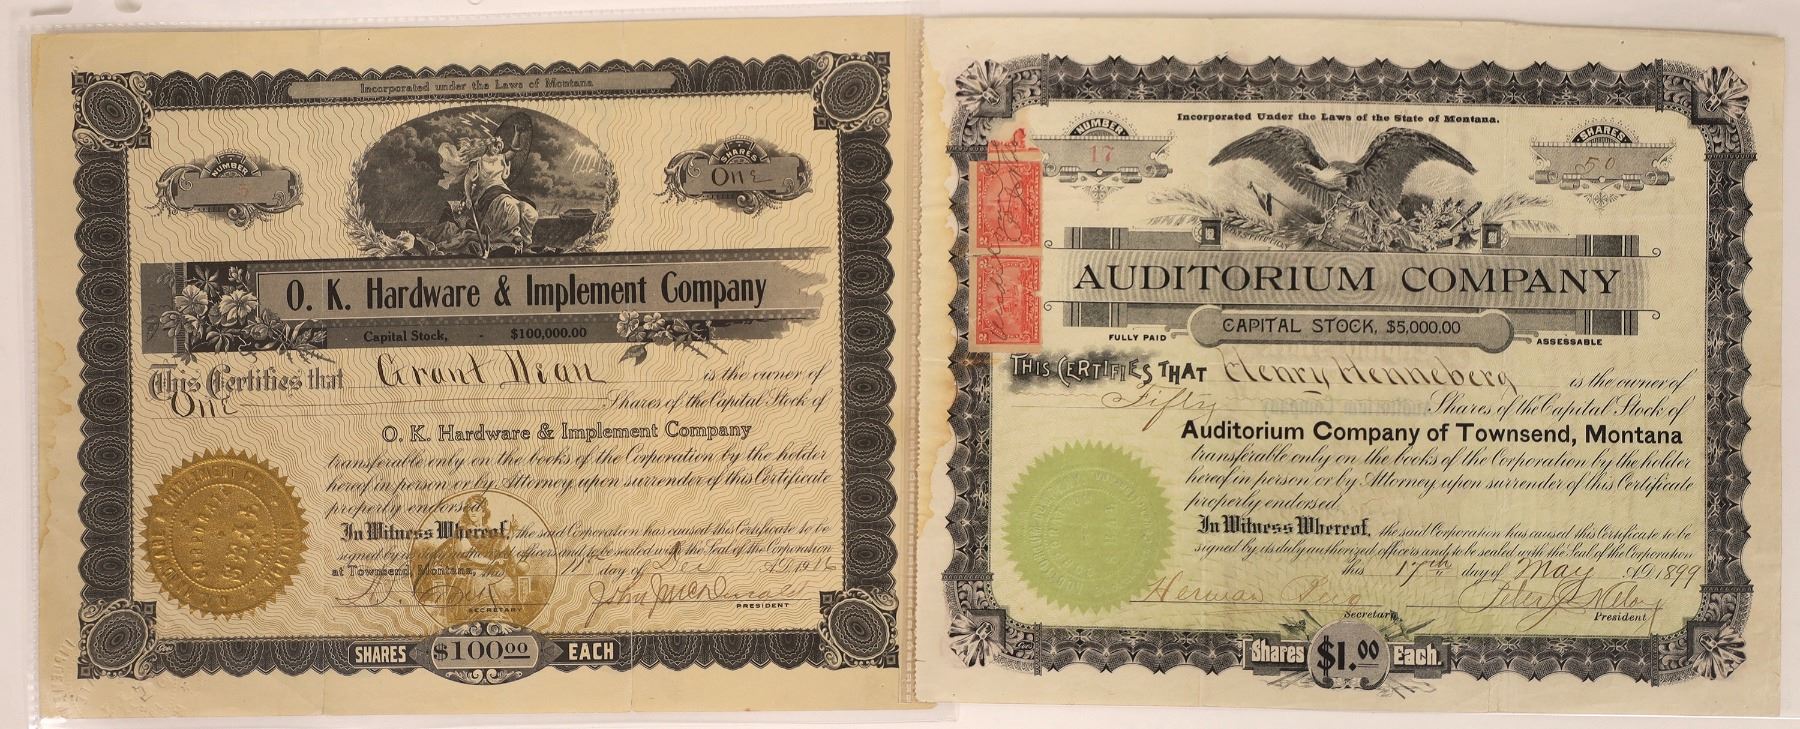 Incorporated under the Laws of Montana
NUMBER
5
SHARES
One
O. K. Hardware & Implement Company
Capital Stock, - $100,000.00
This Certifies that Grant Dean is the owner of
One Shares of the Capital Stock of
O. K. Hardware & Implement Company
transferable only on the books of the Corporation by the holder
hereof in person or by Attorney upon surrender of this Certificate
properly endorsed.
In Witness Whereof, the said Corporation has caused this Certificate to be
signed by its duly authorized officers and to be sealed with the Seal of the Corporation
at Townsend, Montana, this day of Dec A.D. 1916
SECRETARY
John J McDonald
PRESIDENT
SHARES $100.00 EACH
Incorporated Under the Laws of the State of Montana.
NUMBER
17
SHARES
50
AUDITORIUM COMPANY
CAPITAL STOCK, $5,000.00
FULLY PAID
ASSESSABLE
THIS CERTIFIES THAT Henry Henneberg is the owner of
Fifty Shares of the Capital Stock of
Auditorium Company of Townsend, Montana
transferable only on the books of the Corporation by the holder
hereof in person or by Attorney upon surrender of this Certificate
properly endorsed.
In Witness Whereof, the said Corporation has caused this Certificate to be
signed by its duly authorized officers and to be sealed with the Seal of the Corporation
this 17th day of May A.D. 1899
Herman
Secretary
Peter J. Nelson
President
Shares $1.00 Each.